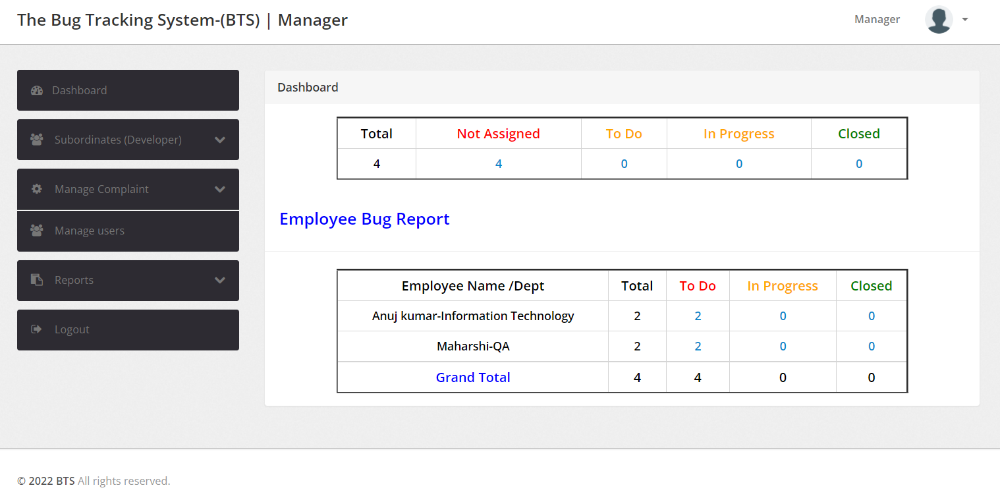 The Bug Tracking System-(BTS) | Manager
Manager
Dashboard
Subordinates (Developer)
Manage Complaint
Manage users
Reports
Logout
Dashboard
Total Not Assigned To Do In Progress Closed
4 4 0 0 0
Employee Bug Report
Employee Name /Dept Total To Do In Progress Closed
Anuj kumar-Information Technology 2 2 0 0
Maharshi-QA 2 2 0 0
Grand Total 4 4 0 0
© 2022 BTS All rights reserved.